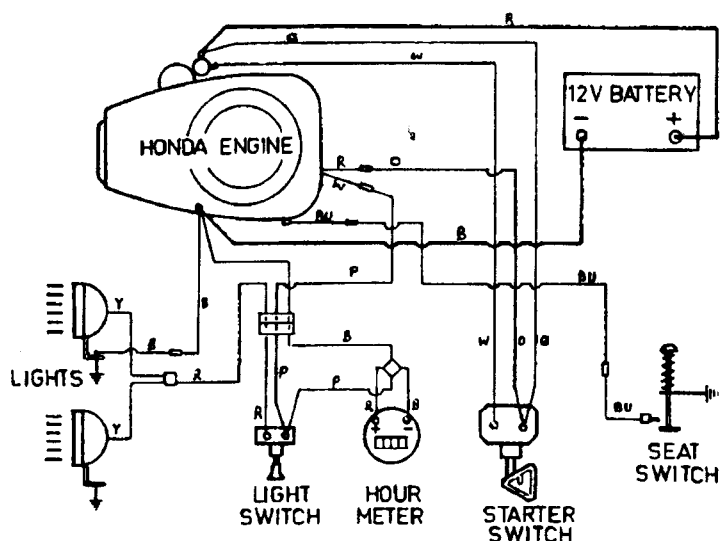 R
G
W
12V BATTERY
- +
HONDA ENGINE
R O
W
BU
B
BU
P
Y
B
B
R
LIGHTS
Y
B
P
P
R
R B
+ -
W O G
BU
LIGHT
SWITCH
HOUR
METER
STARTER
SWITCH
SEAT
SWITCH